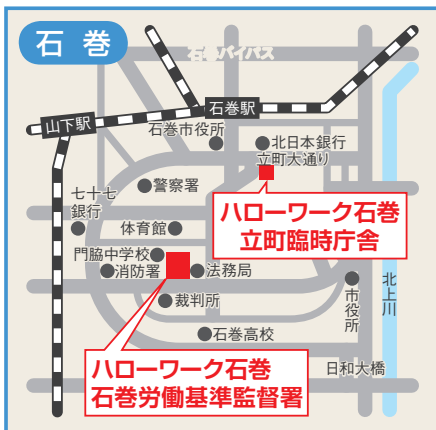 石巻
石巻バイパス
山下駅
石巻駅
石巻市役所
北日本銀行
立町大通り
警察署
七十七
銀行
体育館
ハローワーク石巻
立町臨時庁舎
門脇中学校
消防署
法務局
裁判所
市役所
北上川
石巻高校
日和大橋
ハローワーク石巻
石巻労働基準監督署